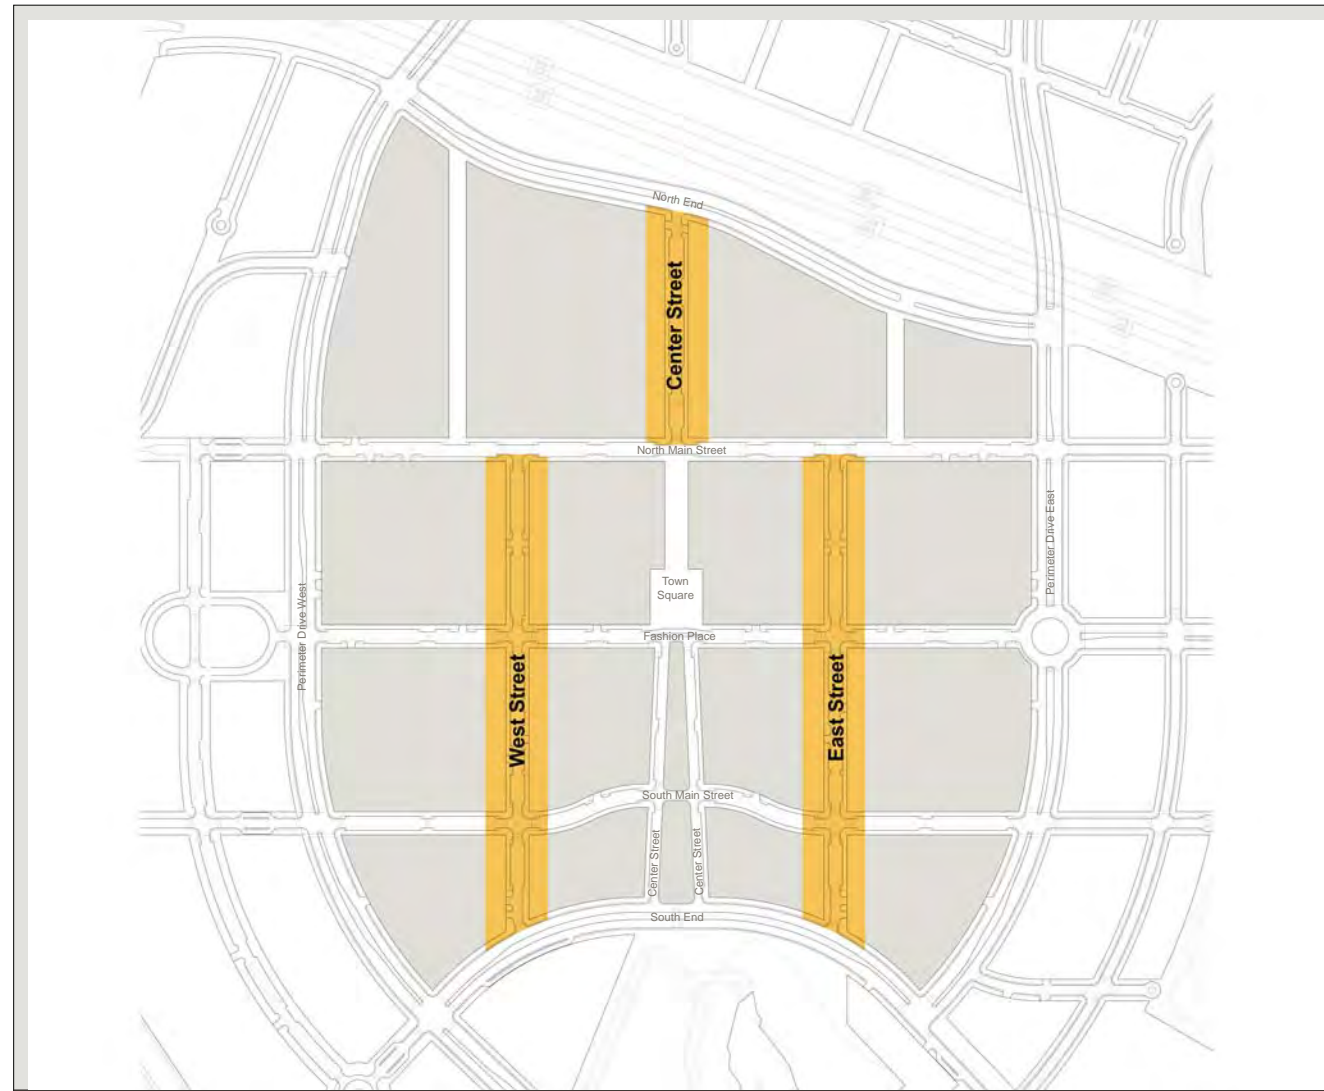 North End
Center Street
North Main Street
Perimeter Drive East
Town
Square
Perimeter Drive West
Fashion Place
West Street
East Street
South Main Street
Center Street
Center Street
South End